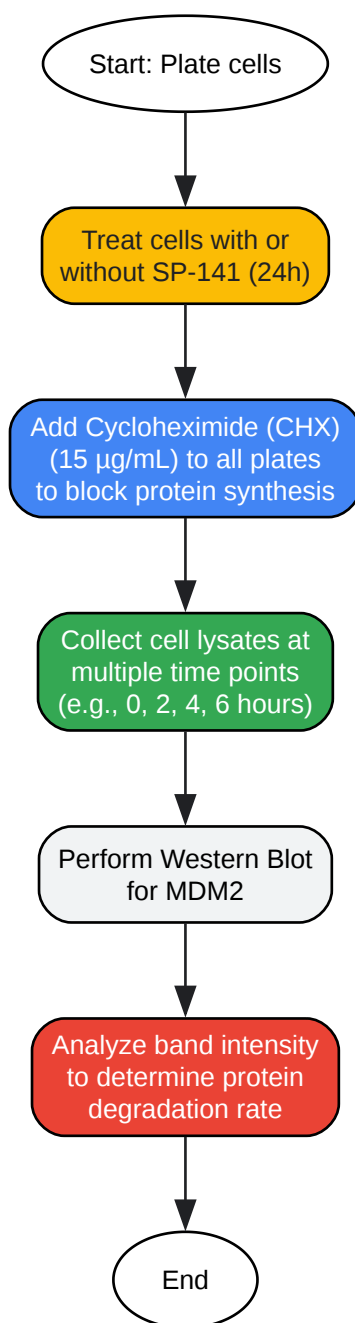 Start: Plate cells
Treat cells with or
without SP-141 (24h)
Add Cycloheximide (CHX)
(15 µg/mL) to all plates
to block protein synthesis
Collect cell lysates at
multiple time points
(e.g., 0, 2, 4, 6 hours)
Perform Western Blot
for MDM2
Analyze band intensity
to determine protein
degradation rate
End